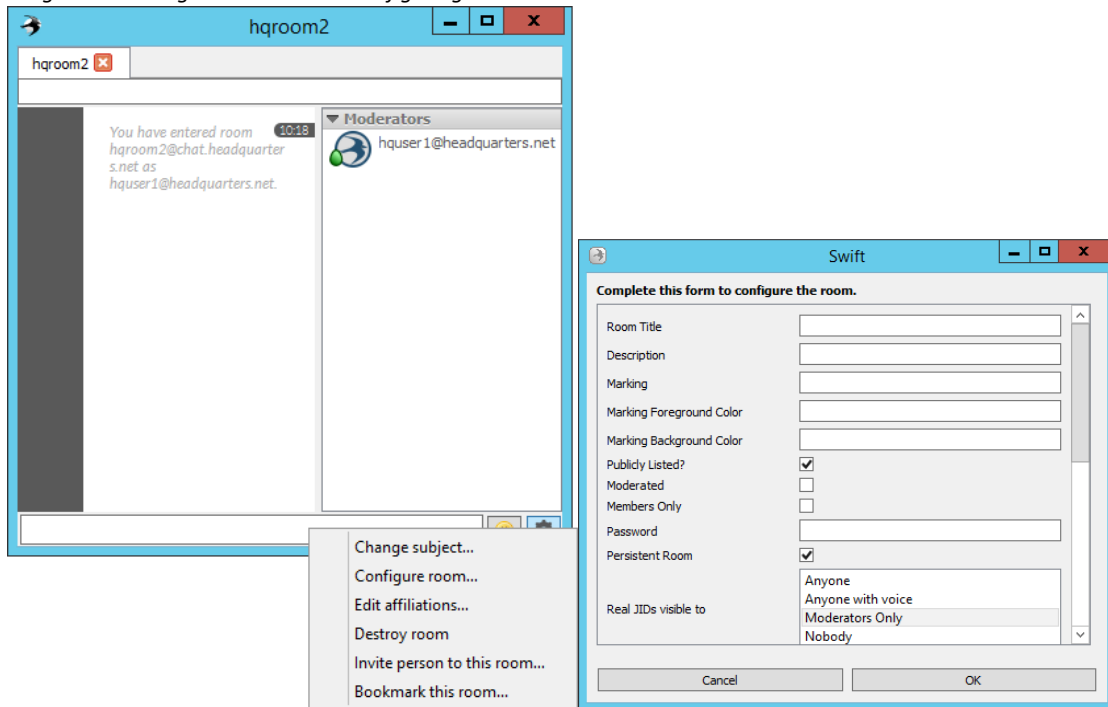 hqroom2
hqroom2
You have entered room 10:18
hqroom2@chat.headquarter
s.net as
hquser1@headquarters.net.
Moderators
hquser1@headquarters.net
Change subject...
Configure room...
Edit affiliations...
Destroy room
Invite person to this room...
Bookmark this room...
Swift
Complete this form to configure the room.
Room Title
Description
Marking
Marking Foreground Color
Marking Background Color
Publicly Listed?
Moderated
Members Only
Password
Persistent Room
Real JIDs visible to
Anyone
Anyone with voice
Moderators Only
Nobody
Cancel
OK